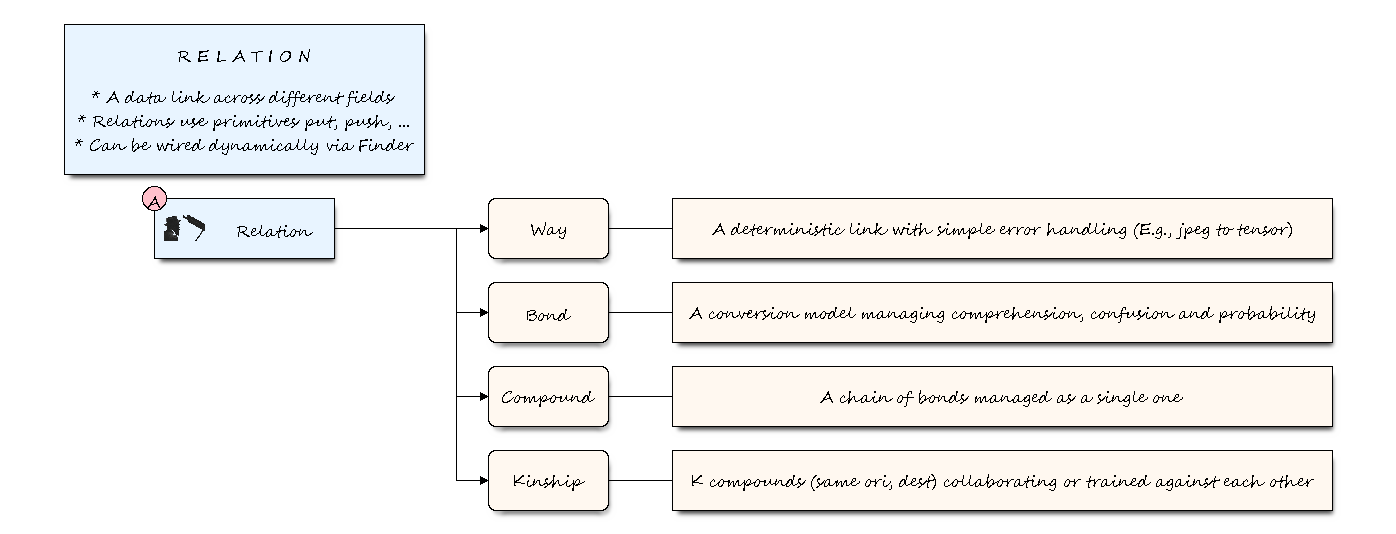 RELATION
* A data link across different fields
* Relations use primitives put, push, ...
* Can be wired dynamically via Finder
A
Relation
Way
A deterministic link with simple error handling (E.g., jpeg to tensor)
Bond
A conversion model managing comprehension, confusion and probability
Compound
A chain of bonds managed as a single one
Kinship
K compounds (same ori, dest) collaborating or trained against each other